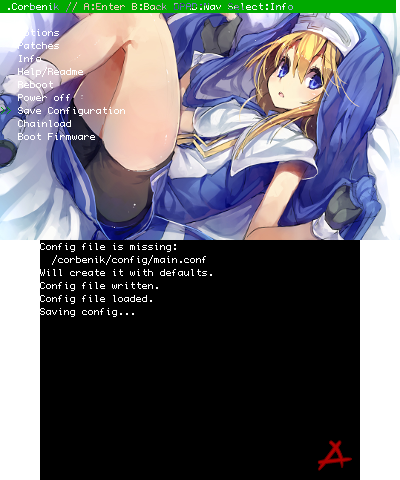 .Corbenik // A:Enter B:Back DPAD:Nav Select:Info
Options
Patches
Info
Help/Readme
Reboot
Power off
>> Save Configuration
Chainload
Boot Firmware
Config file is missing:
/corbenik/config/main.conf
Will create it with defaults.
Config file written.
Config file loaded.
Saving config...